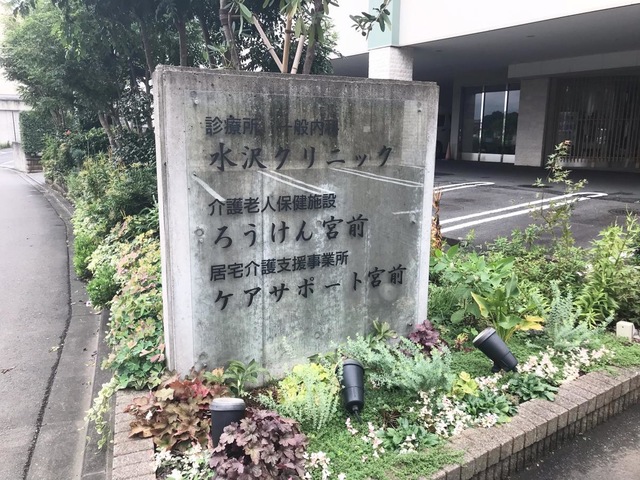 診療所 一般内科
水沢クリニック
介護老人保健施設
ろうけん宮前
居宅介護支援事業所
ケアサポート宮前